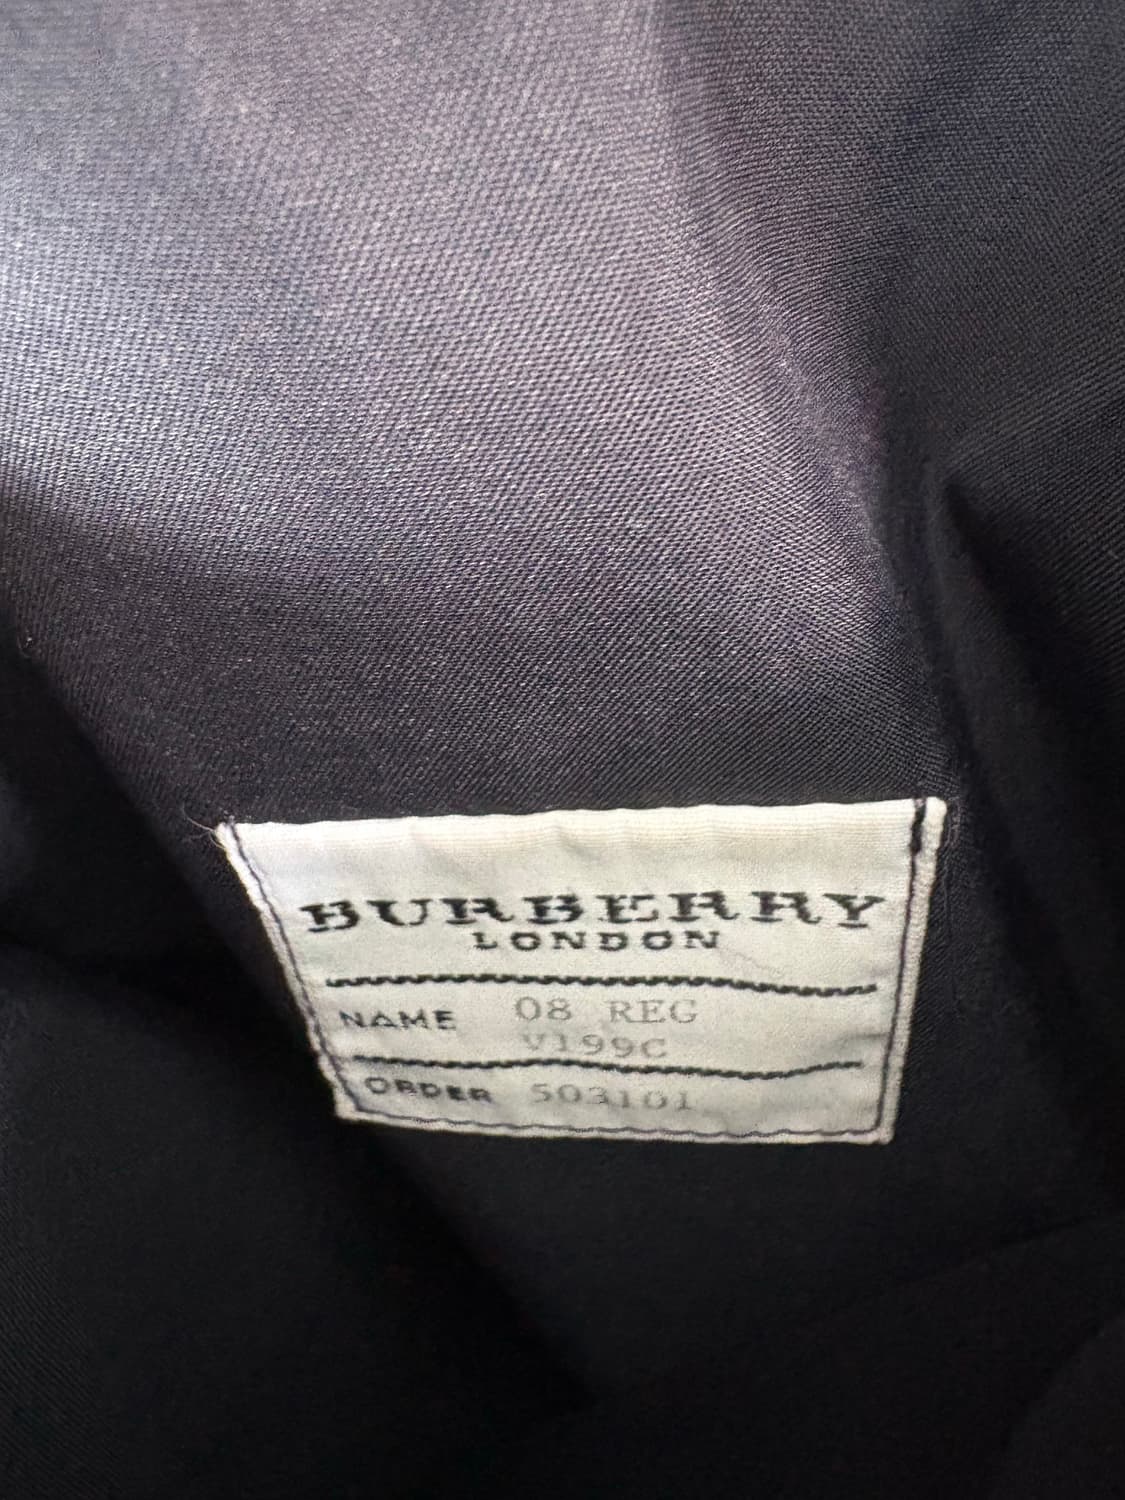 BURBERRY
LONDON
NAME 08 REG
V199C
ORDER 503101